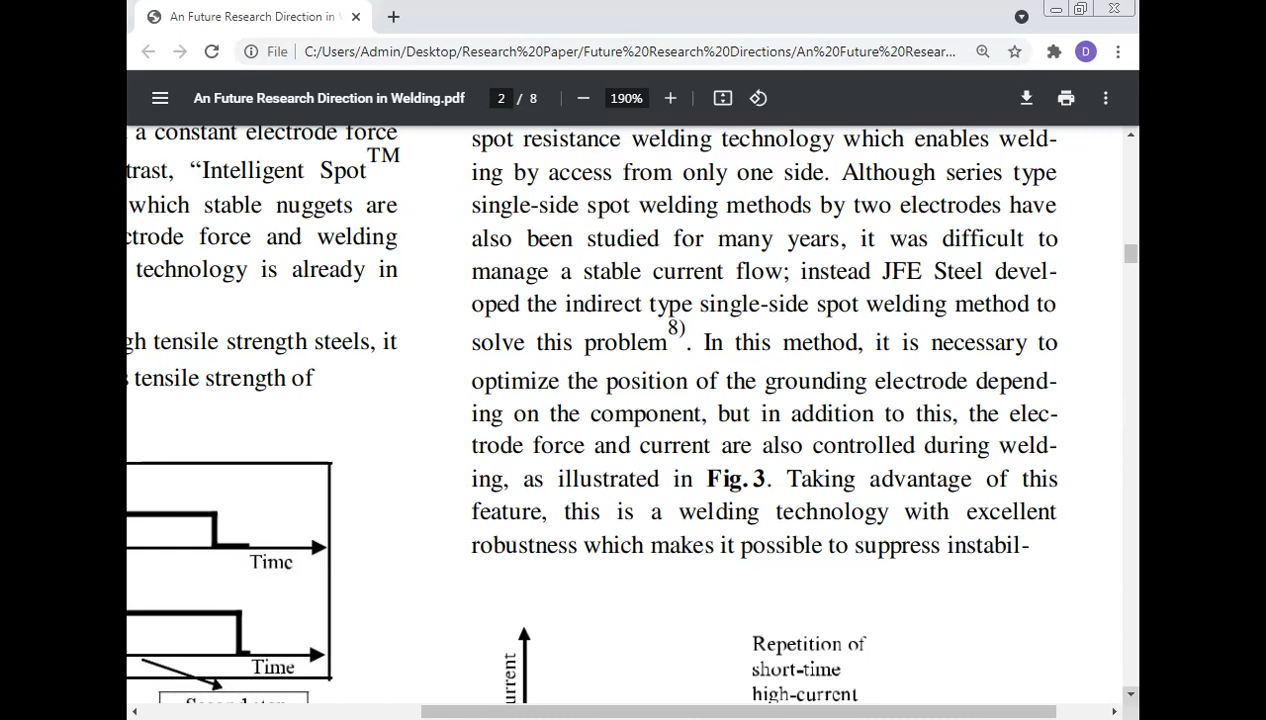 An Future Research Direction in
File C:/Users/Admin/Desktop/Research%20Paper/Future%20Research%20Directions/An%20Future%20Resear...
D
An Future Research Direction in Welding.pdf 2 / 8 190%
a constant electrode force
trast, “Intelligent Spot™
which stable nuggets are
ctrode force and welding
technology is already in
gh tensile strength steels, it
s tensile strength of
Time
Time
spot resistance welding technology which enables weld-
ing by access from only one side. Although series type
single-side spot welding methods by two electrodes have
also been studied for many years, it was difficult to
manage a stable current flow; instead JFE Steel devel-
oped the indirect type single-side spot welding method to
solve this problem8). In this method, it is necessary to
optimize the position of the grounding electrode depend-
ing on the component, but in addition to this, the elec-
trode force and current are also controlled during weld-
ing, as illustrated in Fig. 3. Taking advantage of this
feature, this is a welding technology with excellent
robustness which makes it possible to suppress instabil-
urrent
Repetition of
short-time
high-current